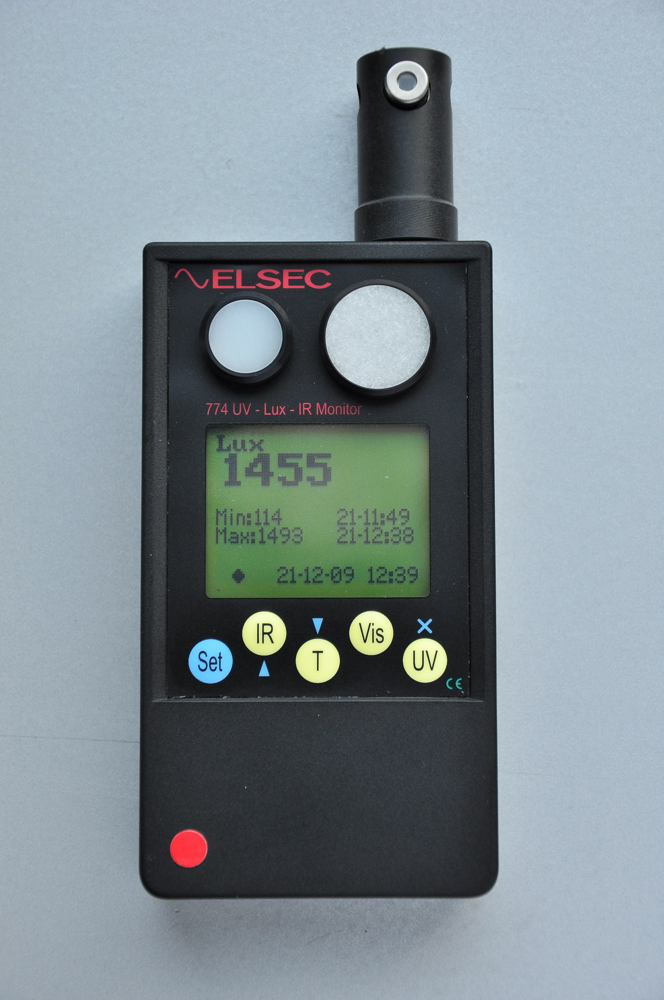 ELSEC
774 UV - Lux - IR Monitor
Lux
1455
Min:114 21-11:49
Max:1493 21-12:38
21-12-09 12:39
IR Vis
Set T UV
CE